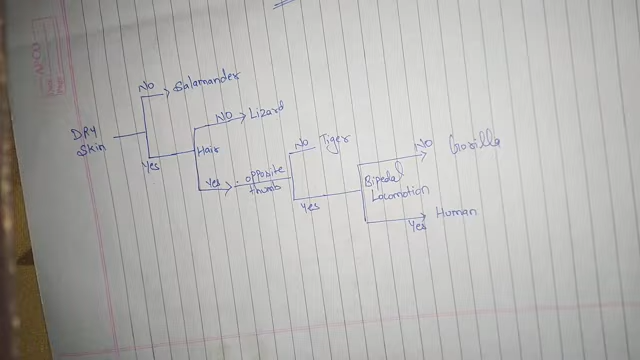 NO
Salamander
DRY
Skin
Yes
NO
Lizard
Hair
Yes
opposite
thumb
NO
Tiger
Yes
Bipedal
Locomotion
NO
Gorilla
Yes
Human